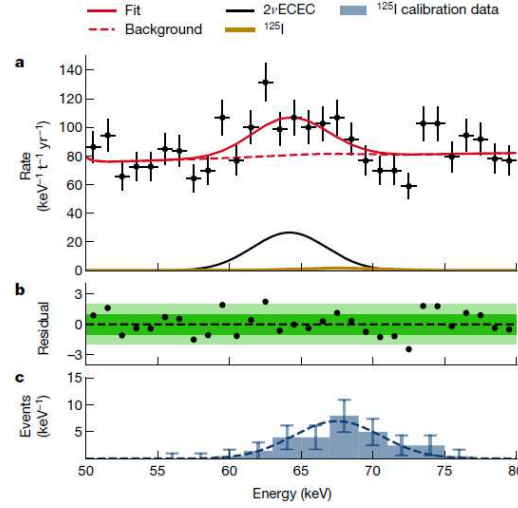 Fit 2νECEC ¹²⁵I calibration data
Background ¹²⁵I
a
140
120
100
80
60
40
20
0
Rate
(keV⁻¹ t⁻¹ yr⁻¹)
b
3
0
−3
Residual
c
15
10
5
Events
(keV⁻¹)
50 55 60 65 70 75 80
Energy (keV)